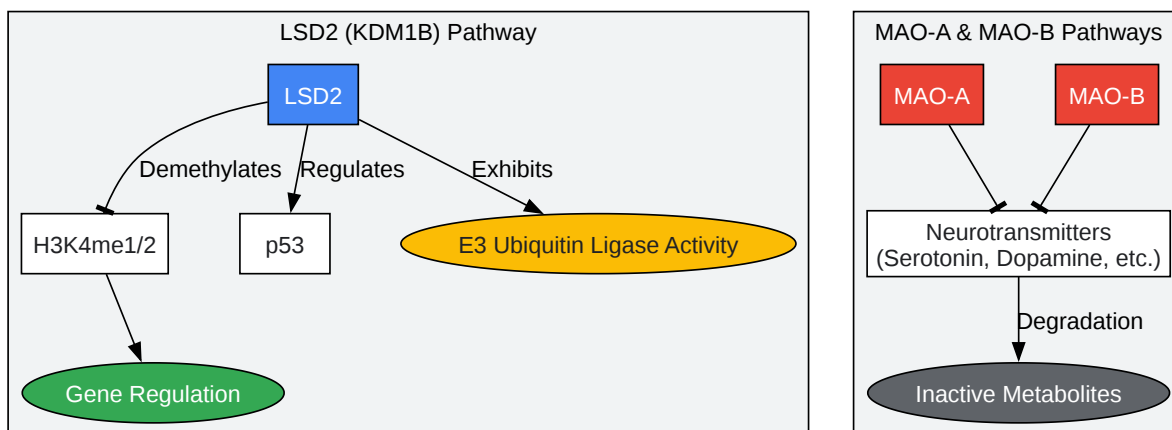 LSD2 (KDM1B) Pathway
LSD2
Demethylates
Regulates
Exhibits
H3K4me1/2
p53
E3 Ubiquitin Ligase Activity
Gene Regulation
MAO-A & MAO-B Pathways
MAO-A
MAO-B
Neurotransmitters
(Serotonin, Dopamine, etc.)
Degradation
Inactive Metabolites